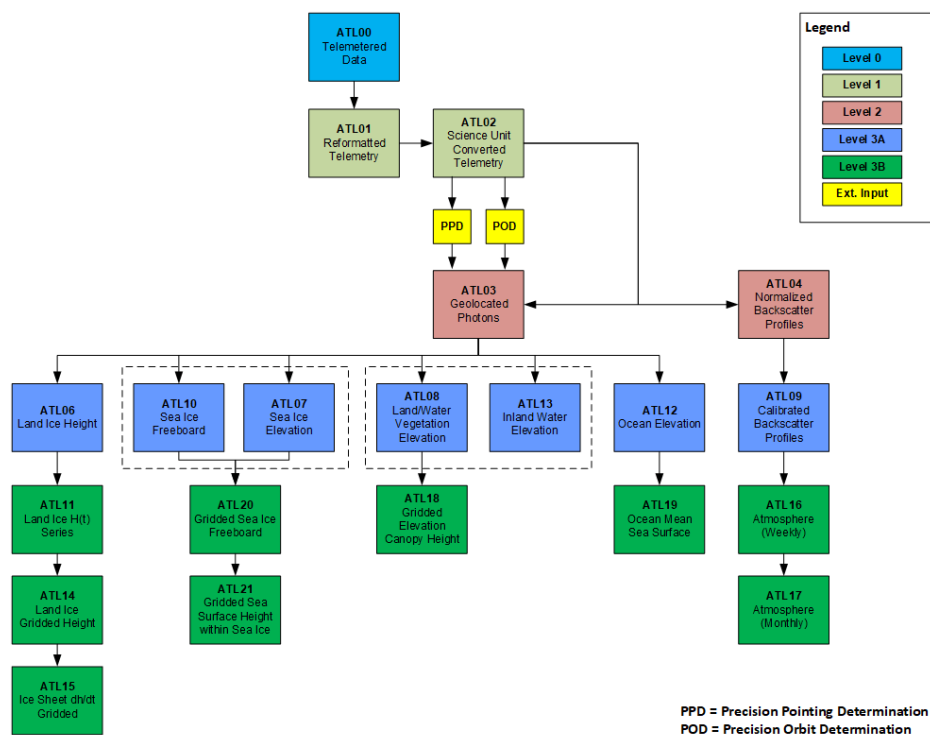 ATL00
Telemetered
Data
Legend
Level 0
Level 1
Level 2
Level 3A
Level 3B
Ext. Input
ATL01
Reformatted
Telemetry
ATL02
Science Unit
Converted
Telemetry
PPD
POD
ATL03
Geolocated
Photons
ATL04
Normalized
Backscatter
Profiles
ATL06
Land Ice Height
ATL10
Sea Ice
Freeboard
ATL07
Sea Ice
Elevation
ATL08
Land/Water
Vegetation
Elevation
ATL13
Inland Water
Elevation
ATL12
Ocean Elevation
ATL09
Calibrated
Backscatter
Profiles
ATL11
Land Ice H(t)
Series
ATL20
Gridded Sea Ice
Freeboard
ATL18
Gridded
Elevation
Canopy Height
ATL19
Ocean Mean
Sea Surface
ATL16
Atmosphere
(Weekly)
ATL14
Land Ice
Gridded Height
ATL21
Gridded Sea
Surface Height
within Sea Ice
ATL17
Atmosphere
(Monthly)
ATL15
Ice Sheet dh/dt
Gridded
PPD = Precision Pointing Determination
POD = Precision Orbit Determination